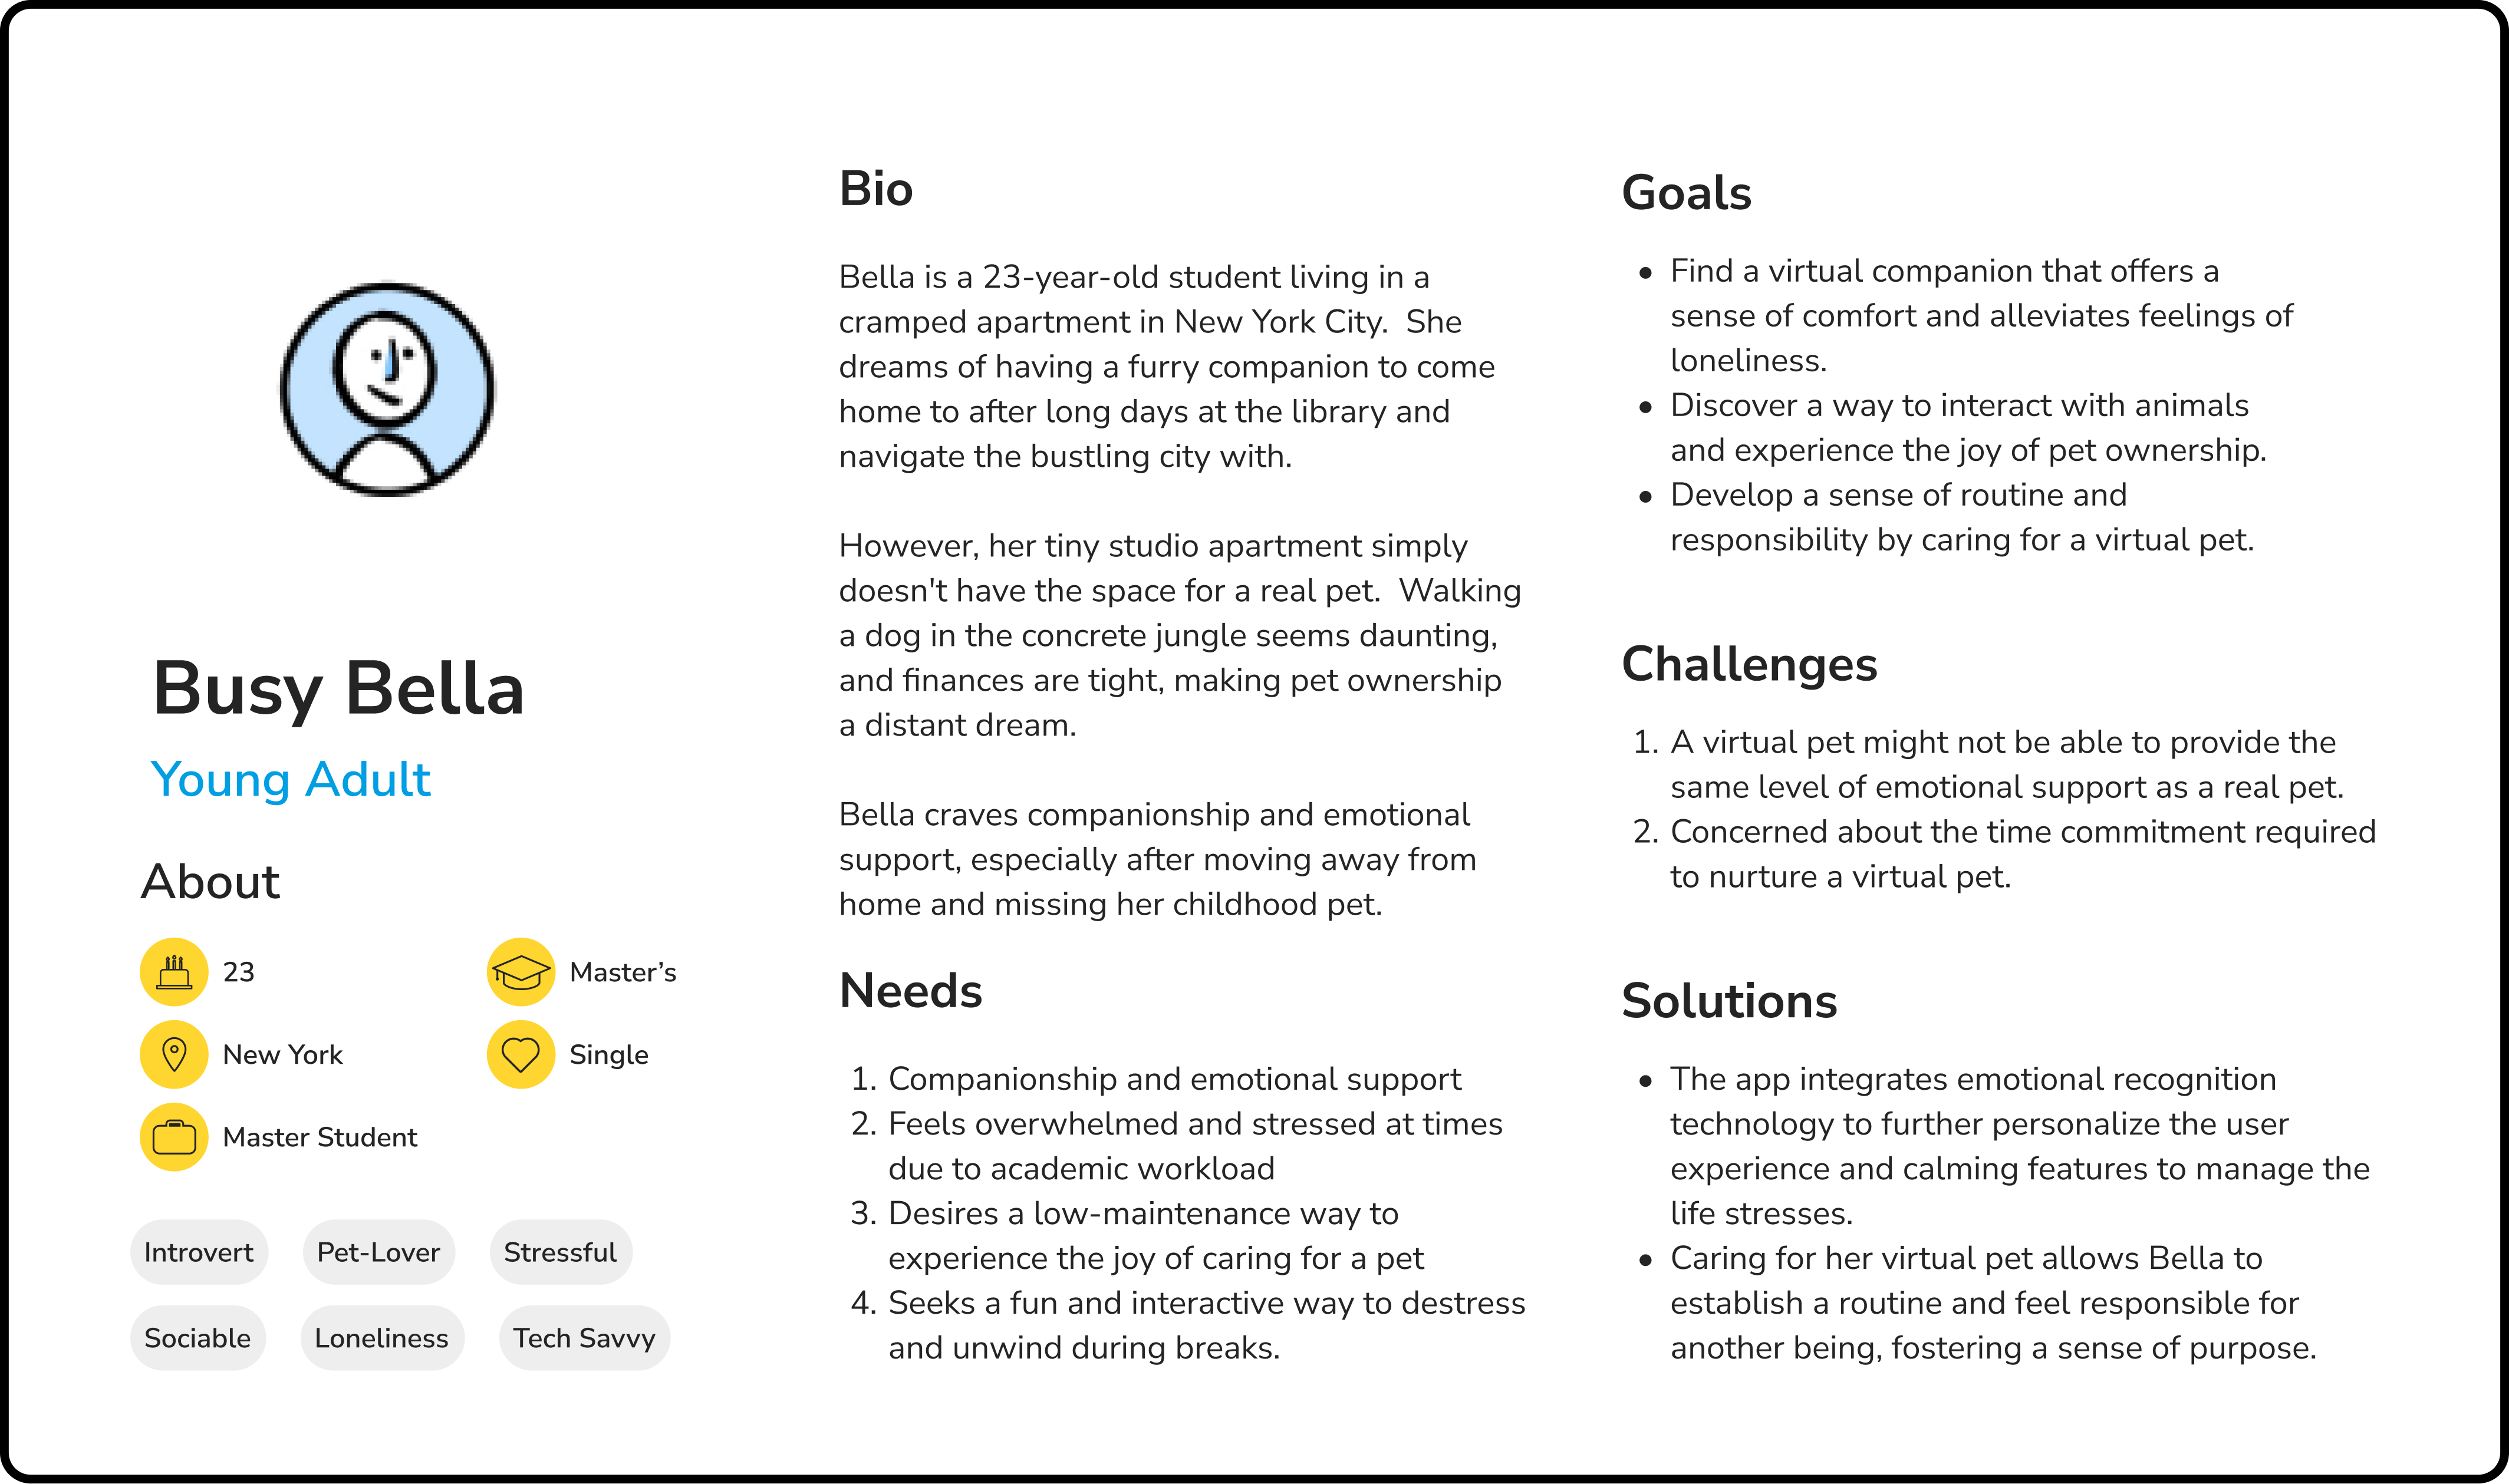 Busy Bella
Young Adult
About
23
Master’s
New York
Single
Master Student
Introvert
Pet-Lover
Stressful
Sociable
Loneliness
Tech Savvy
Bio
Bella is a 23-year-old student living in a
cramped apartment in New York City.  She
dreams of having a furry companion to come
home to after long days at the library and
navigate the bustling city with.
However, her tiny studio apartment simply
doesn't have the space for a real pet.  Walking
a dog in the concrete jungle seems daunting,
and finances are tight, making pet ownership
a distant dream.
Bella craves companionship and emotional
support, especially after moving away from
home and missing her childhood pet.
Needs
1. Companionship and emotional support
2. Feels overwhelmed and stressed at times
due to academic workload
3. Desires a low-maintenance way to
experience the joy of caring for a pet
4. Seeks a fun and interactive way to destress
and unwind during breaks.
Goals
• Find a virtual companion that offers a
sense of comfort and alleviates feelings of
loneliness.
• Discover a way to interact with animals
and experience the joy of pet ownership.
• Develop a sense of routine and
responsibility by caring for a virtual pet.
Challenges
1. A virtual pet might not be able to provide the
same level of emotional support as a real pet.
2. Concerned about the time commitment required
to nurture a virtual pet.
Solutions
• The app integrates emotional recognition
technology to further personalize the user
experience and calming features to manage the
life stresses.
• Caring for her virtual pet allows Bella to
establish a routine and feel responsible for
another being, fostering a sense of purpose.